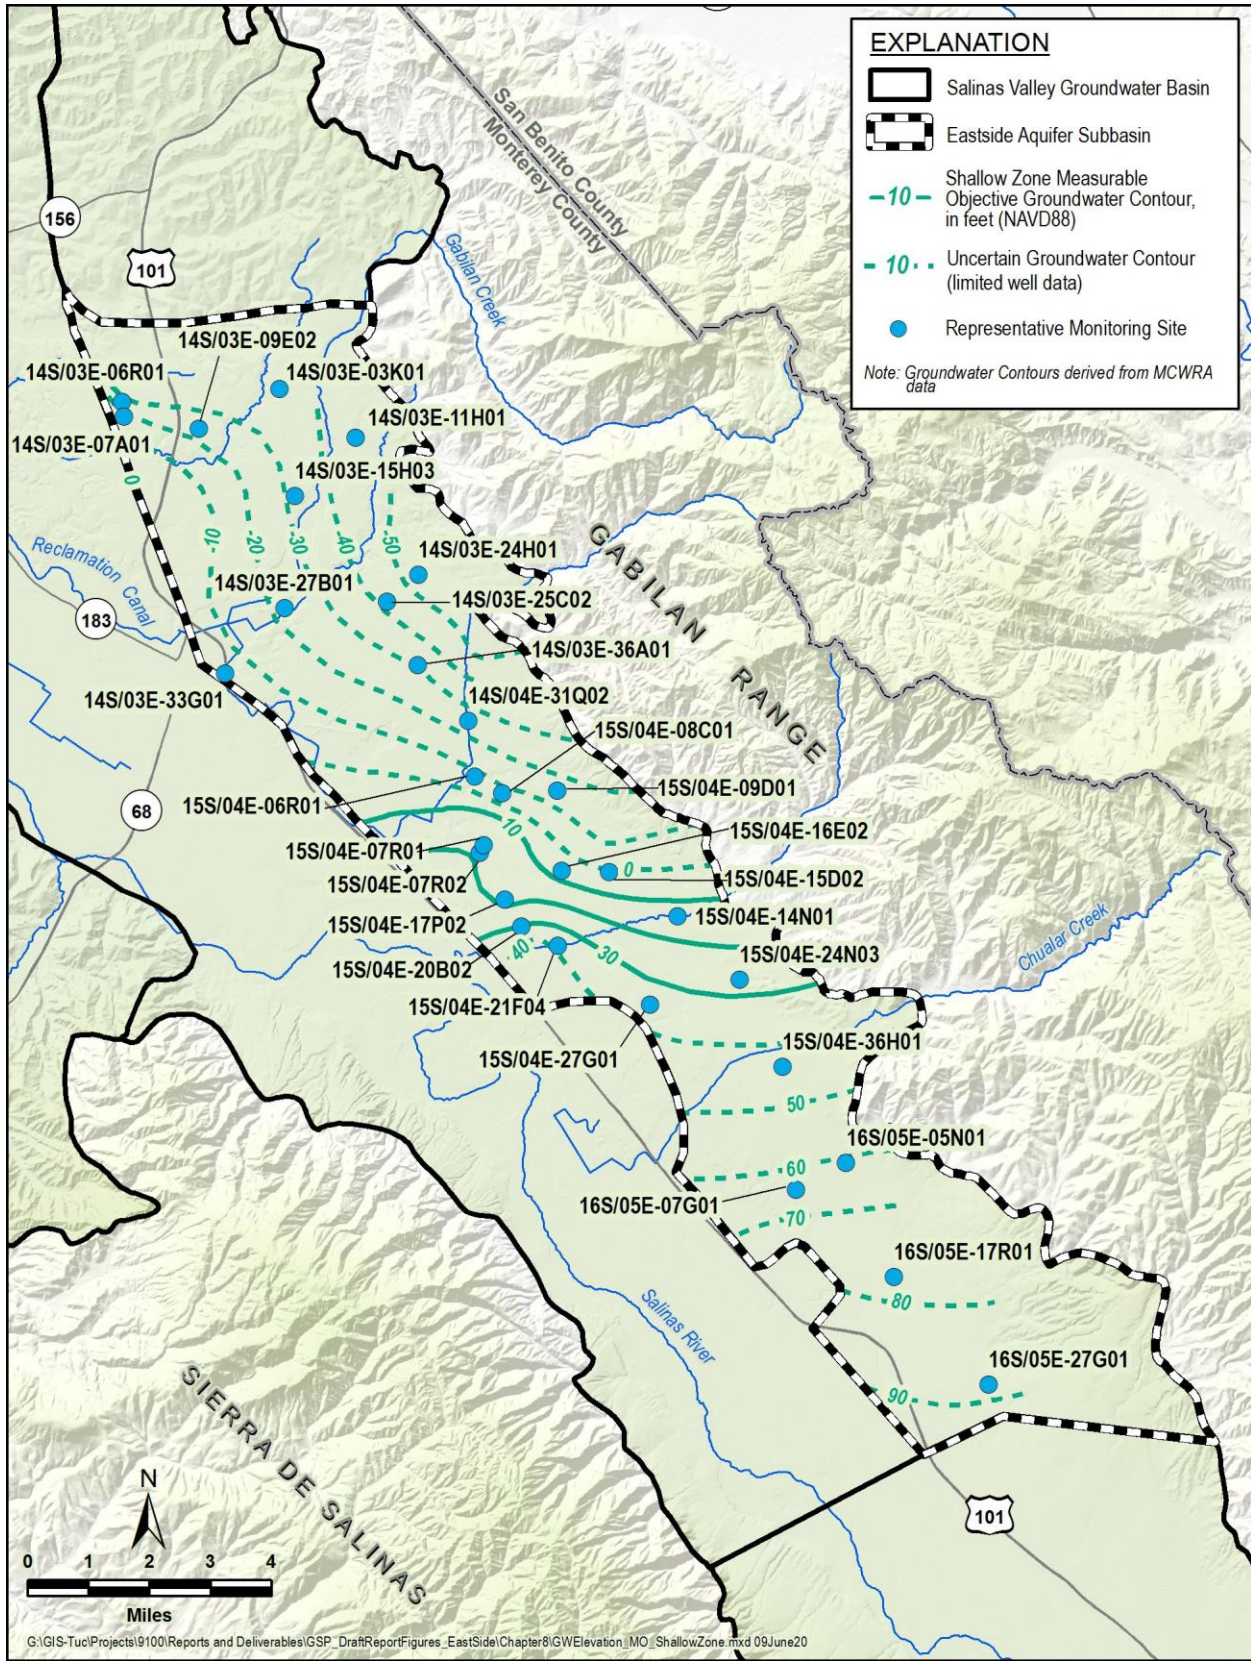 EXPLANATION
Salinas Valley Groundwater Basin
Eastside Aquifer Subbasin
-10
Shallow Zone Measurable
Objective Groundwater Contour,
in feet (NAVD88)
10
Uncertain Groundwater Contour
(limited well data)
Representative Monitoring Site
Note: Groundwater Contours derived from MCWRA
data
San Benito County
Monterey County
156
101
Gabilan Creek
14S/03E-09E02
14S/03E-06R01
14S/03E-03K01
14S/03E-11H01
14S/03E-07A01
14S/03E-15H03
0
-10
-20
-30
-40
-50
14S/03E-24H01
GABILAN RANGE
Reclamation Canal
14S/03E-27B01
14S/03E-25C02
183
14S/03E-36A01
14S/03E-33G01
14S/04E-31Q02
15S/04E-08C01
15S/04E-09D01
15S/04E-06R01
68
10
15S/04E-16E02
15S/04E-07R01
0
15S/04E-15D02
15S/04E-07R02
15S/04E-14N01
15S/04E-17P02
Chualar Creek
40
30
15S/04E-24N03
15S/04E-20B02
15S/04E-21F04
15S/04E-36H01
15S/04E-27G01
50
16S/05E-05N01
60
16S/05E-07G01
70
16S/05E-17R01
80
Salinas River
16S/05E-27G01
90
SIERRA DE SALINAS
101
N
0 1 2 3 4
Miles
G:\GIS-Tuc\Projects\9100\Reports and Deliverables\GSP_DraftReportFigures_EastSide\Chapter8\GWElevation_MO_ShallowZone.mxd 09June20